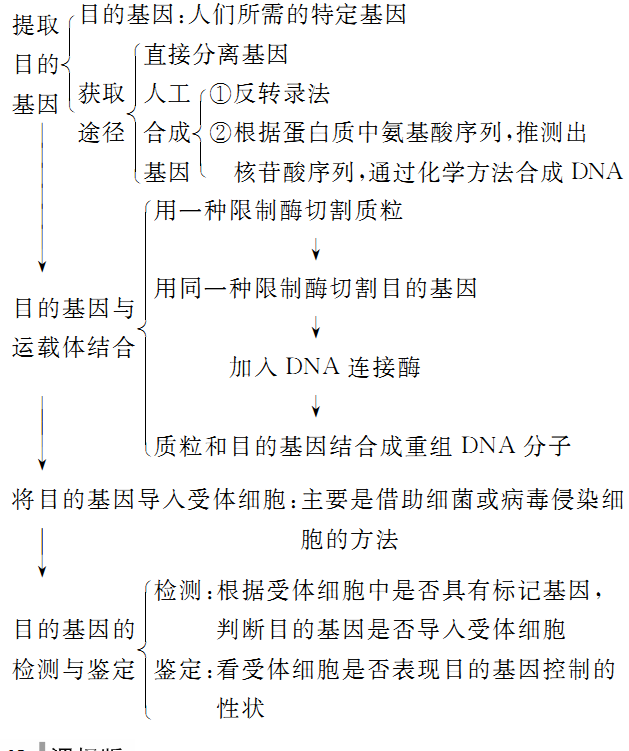 提取目的基因
目的基因:人们所需的特定基因
获取途径
直接分离基因
人工合成基因
①反转录法
②根据蛋白质中氨基酸序列,推测出
核苷酸序列,通过化学方法合成 DNA
目的基因与
运载体结合
用一种限制酶切割质粒
用同一种限制酶切割目的基因
加入 DNA 连接酶
质粒和目的基因结合成重组 DNA 分子
将目的基因导入受体细胞:主要是借助细菌或病毒侵染细
胞的方法
目的基因的
检测与鉴定
检测:根据受体细胞中是否具有标记基因,
判断目的基因是否导入受体细胞
鉴定:看受体细胞是否表现目的基因控制的
性状